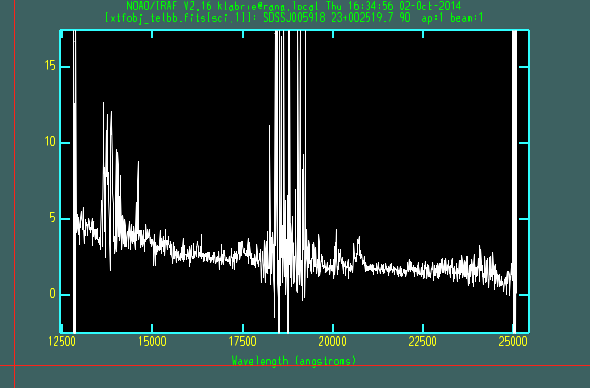 NOAO/IRAF V2.16 klabrie@rana.local Thu 16:34:56 02-Oct-2014
[xtfobj_telbb.fits[sci,1]]: SDSSJ005918 23+002519.7 90 ap:1 beam:1
15
10
5
0
12500 15000 17500 20000 22500 25000
Wavelength (angstroms)